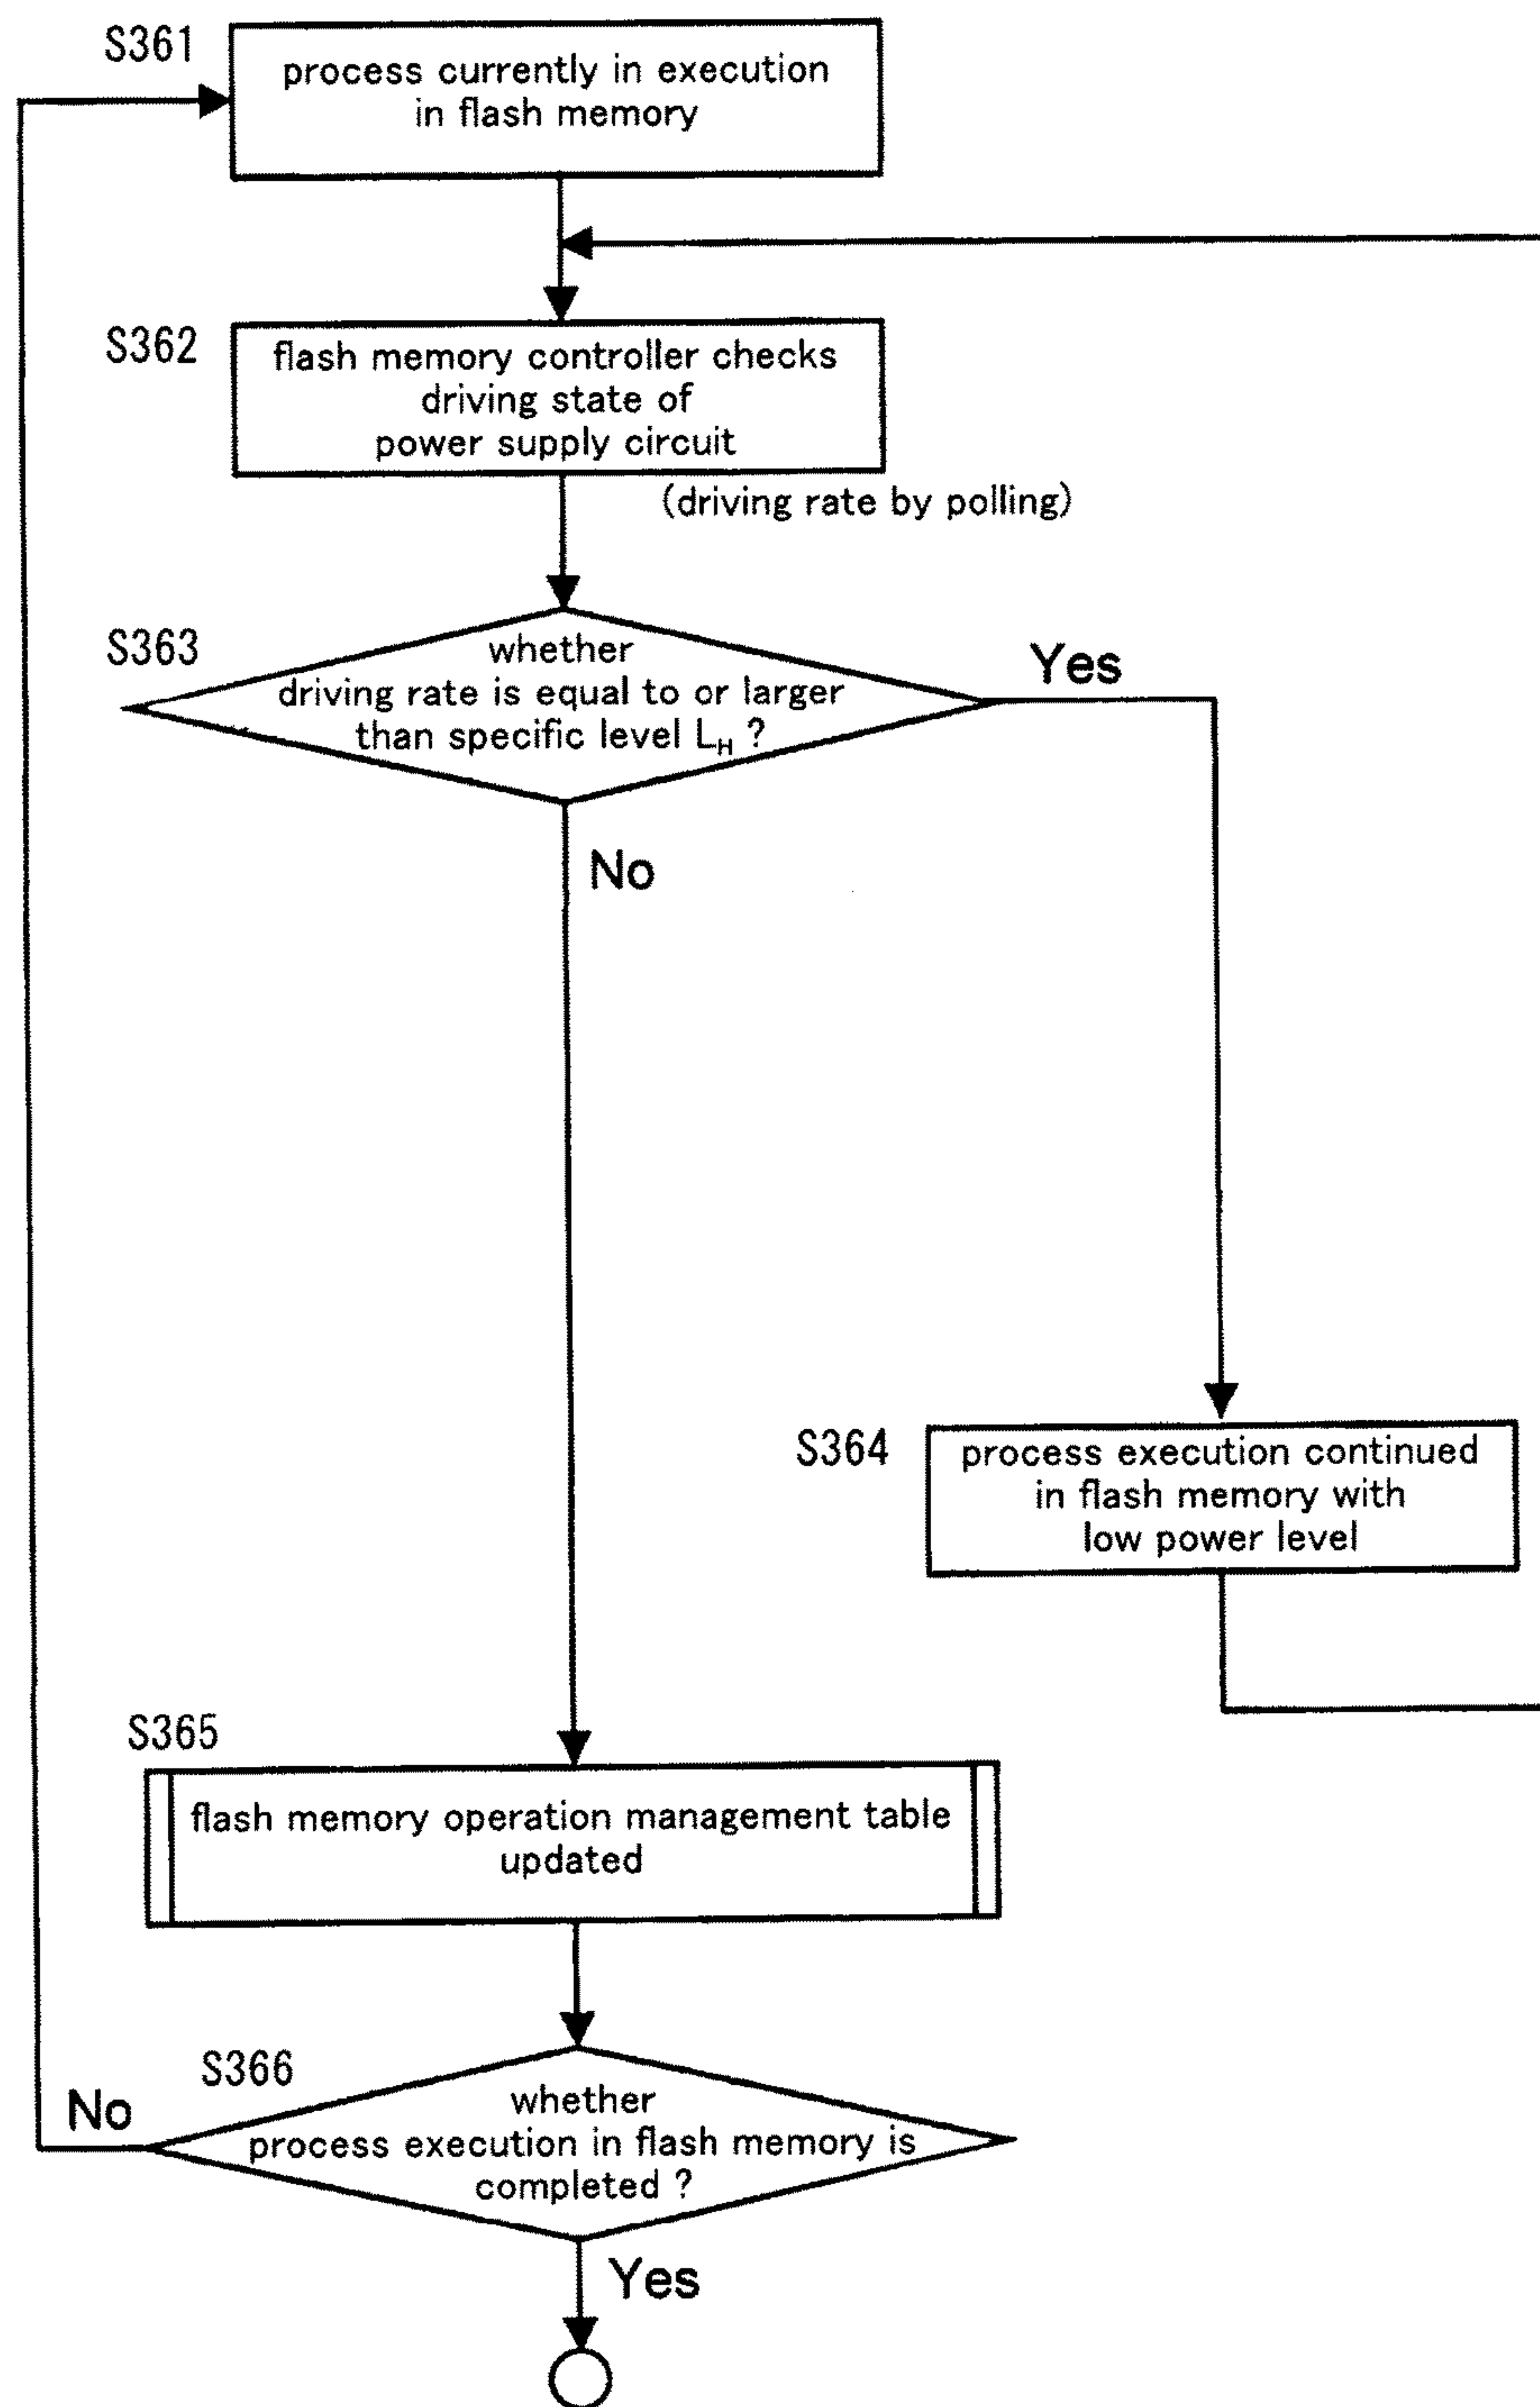 S361
process currently in execution
in flash memory
S362
flash memory controller checks
driving state of
power supply circuit
(driving rate by polling)
S363
whether
driving rate is equal to or larger
than specific level L_H ?
Yes
No
S364
process execution continued
in flash memory with
low power level
S365
flash memory operation management table
updated
S366
No
whether
process execution in flash memory is
completed ?
Yes